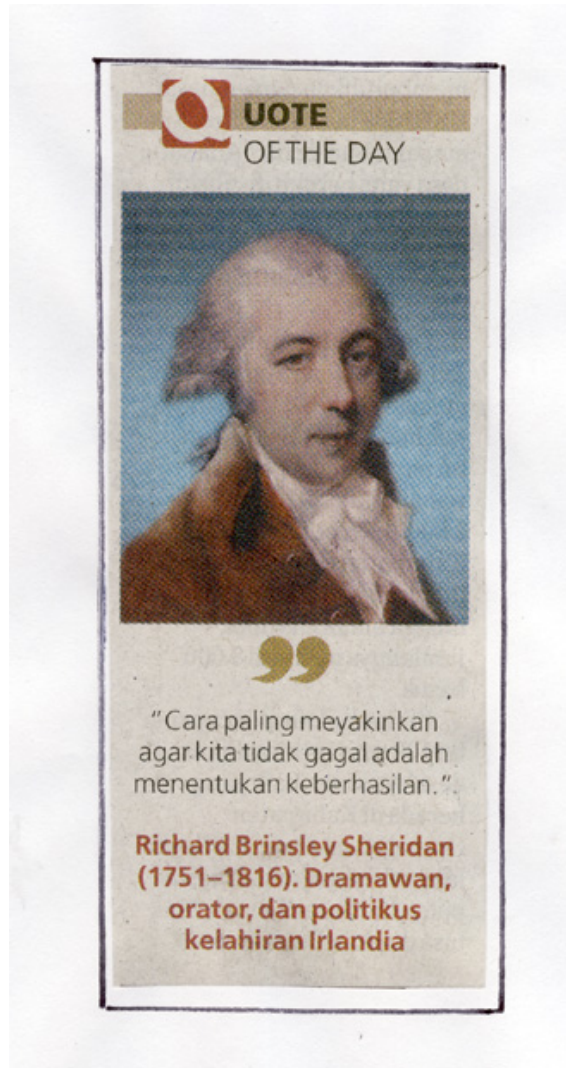 QUOTE
OF THE DAY
"Cara paling meyakinkan
agar kita tidak gagal adalah
menentukan keberhasilan.".
Richard Brinsley Sheridan
(1751–1816). Dramawan,
orator, dan politikus
kelahiran Irlandia